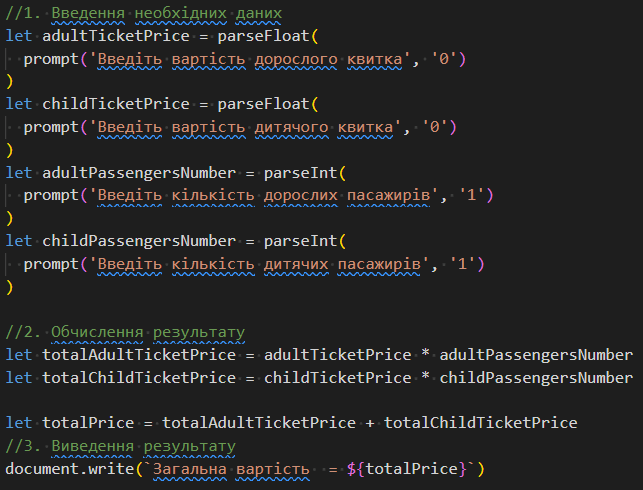 //1. Введення необхідних даних
let adultTicketPrice = parseFloat(
  prompt('Введіть вартість дорослого квитка', '0')
)
let childTicketPrice = parseFloat(
  prompt('Введіть вартість дитячого квитка', '0')
)
let adultPassengersNumber = parseInt(
  prompt('Введіть кількість дорослих пасажирів', '1')
)
let childPassengersNumber = parseInt(
  prompt('Введіть кількість дитячих пасажирів', '1')
)

//2. Обчислення результату
let totalAdultTicketPrice = adultTicketPrice * adultPassengersNumber
let totalChildTicketPrice = childTicketPrice * childPassengersNumber

let totalPrice = totalAdultTicketPrice + totalChildTicketPrice
//3. Виведення результату
document.write(`Загальна вартість  = ${totalPrice}`)